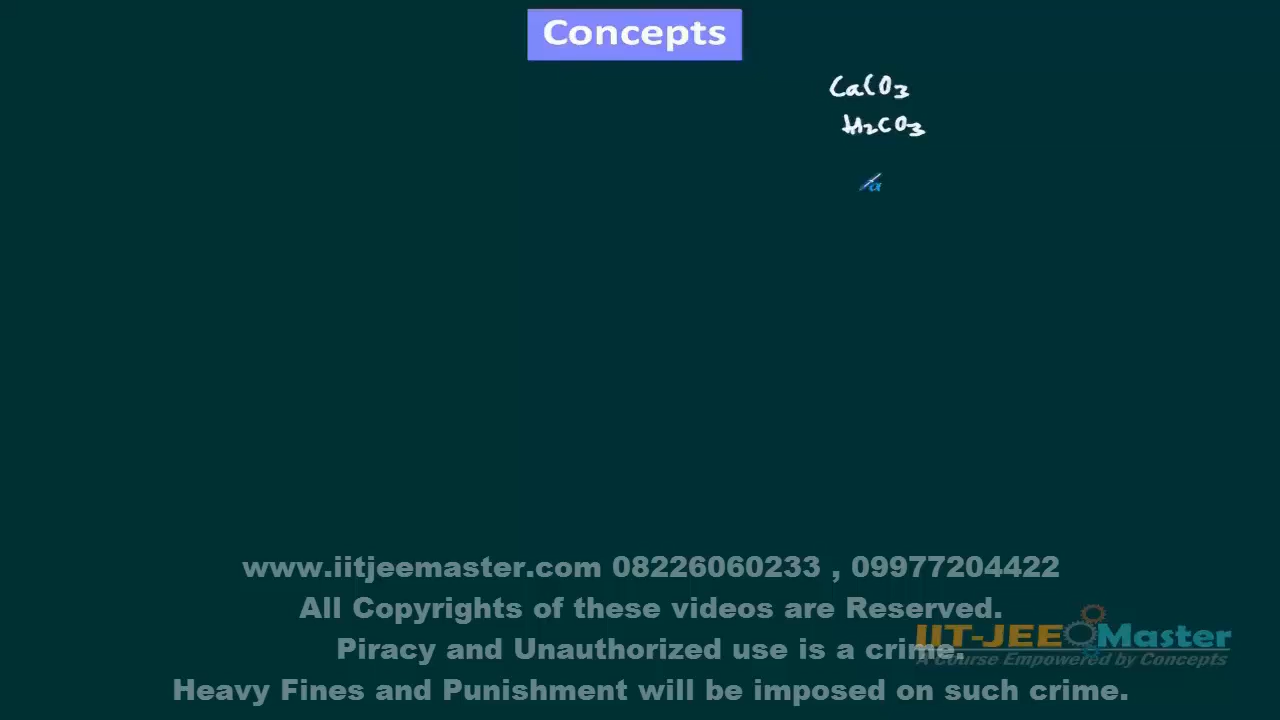 Concepts
CaCO3
H2CO3
www.iitjeemaster.com 08226060233 , 09977204422
All Copyrights of these videos are Reserved.
IIT-JEE Master
Piracy and Unauthorized use is a crime.
A Course Empowered by Concepts
Heavy Fines and Punishment will be imposed on such crime.